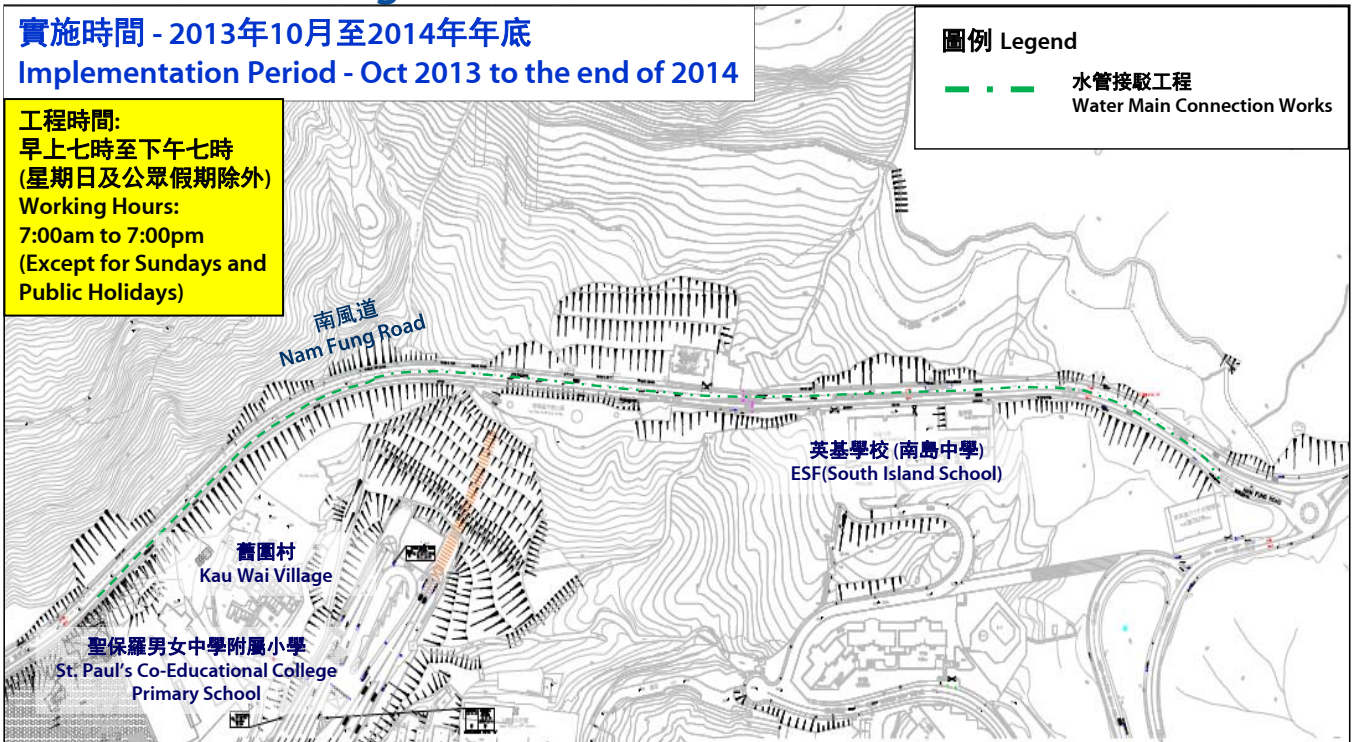 實施時間 - 2013年10月至2014年年底
Implementation Period - Oct 2013 to the end of 2014
圖例 Legend
水管接駁工程
Water Main Connection Works
工程時間:
早上七時至下午七時
(星期日及公眾假期除外)
Working Hours:
7:00am to 7:00pm
(Except for Sundays and
Public Holidays)
南風道
Nam Fung Road
英基學校 (南島中學)
ESF(South Island School)
NAM FUNG ROAD
舊圍村
Kau Wai Village
聖保羅男女中學附屬小學
St. Paul's Co-Educational College
Primary School